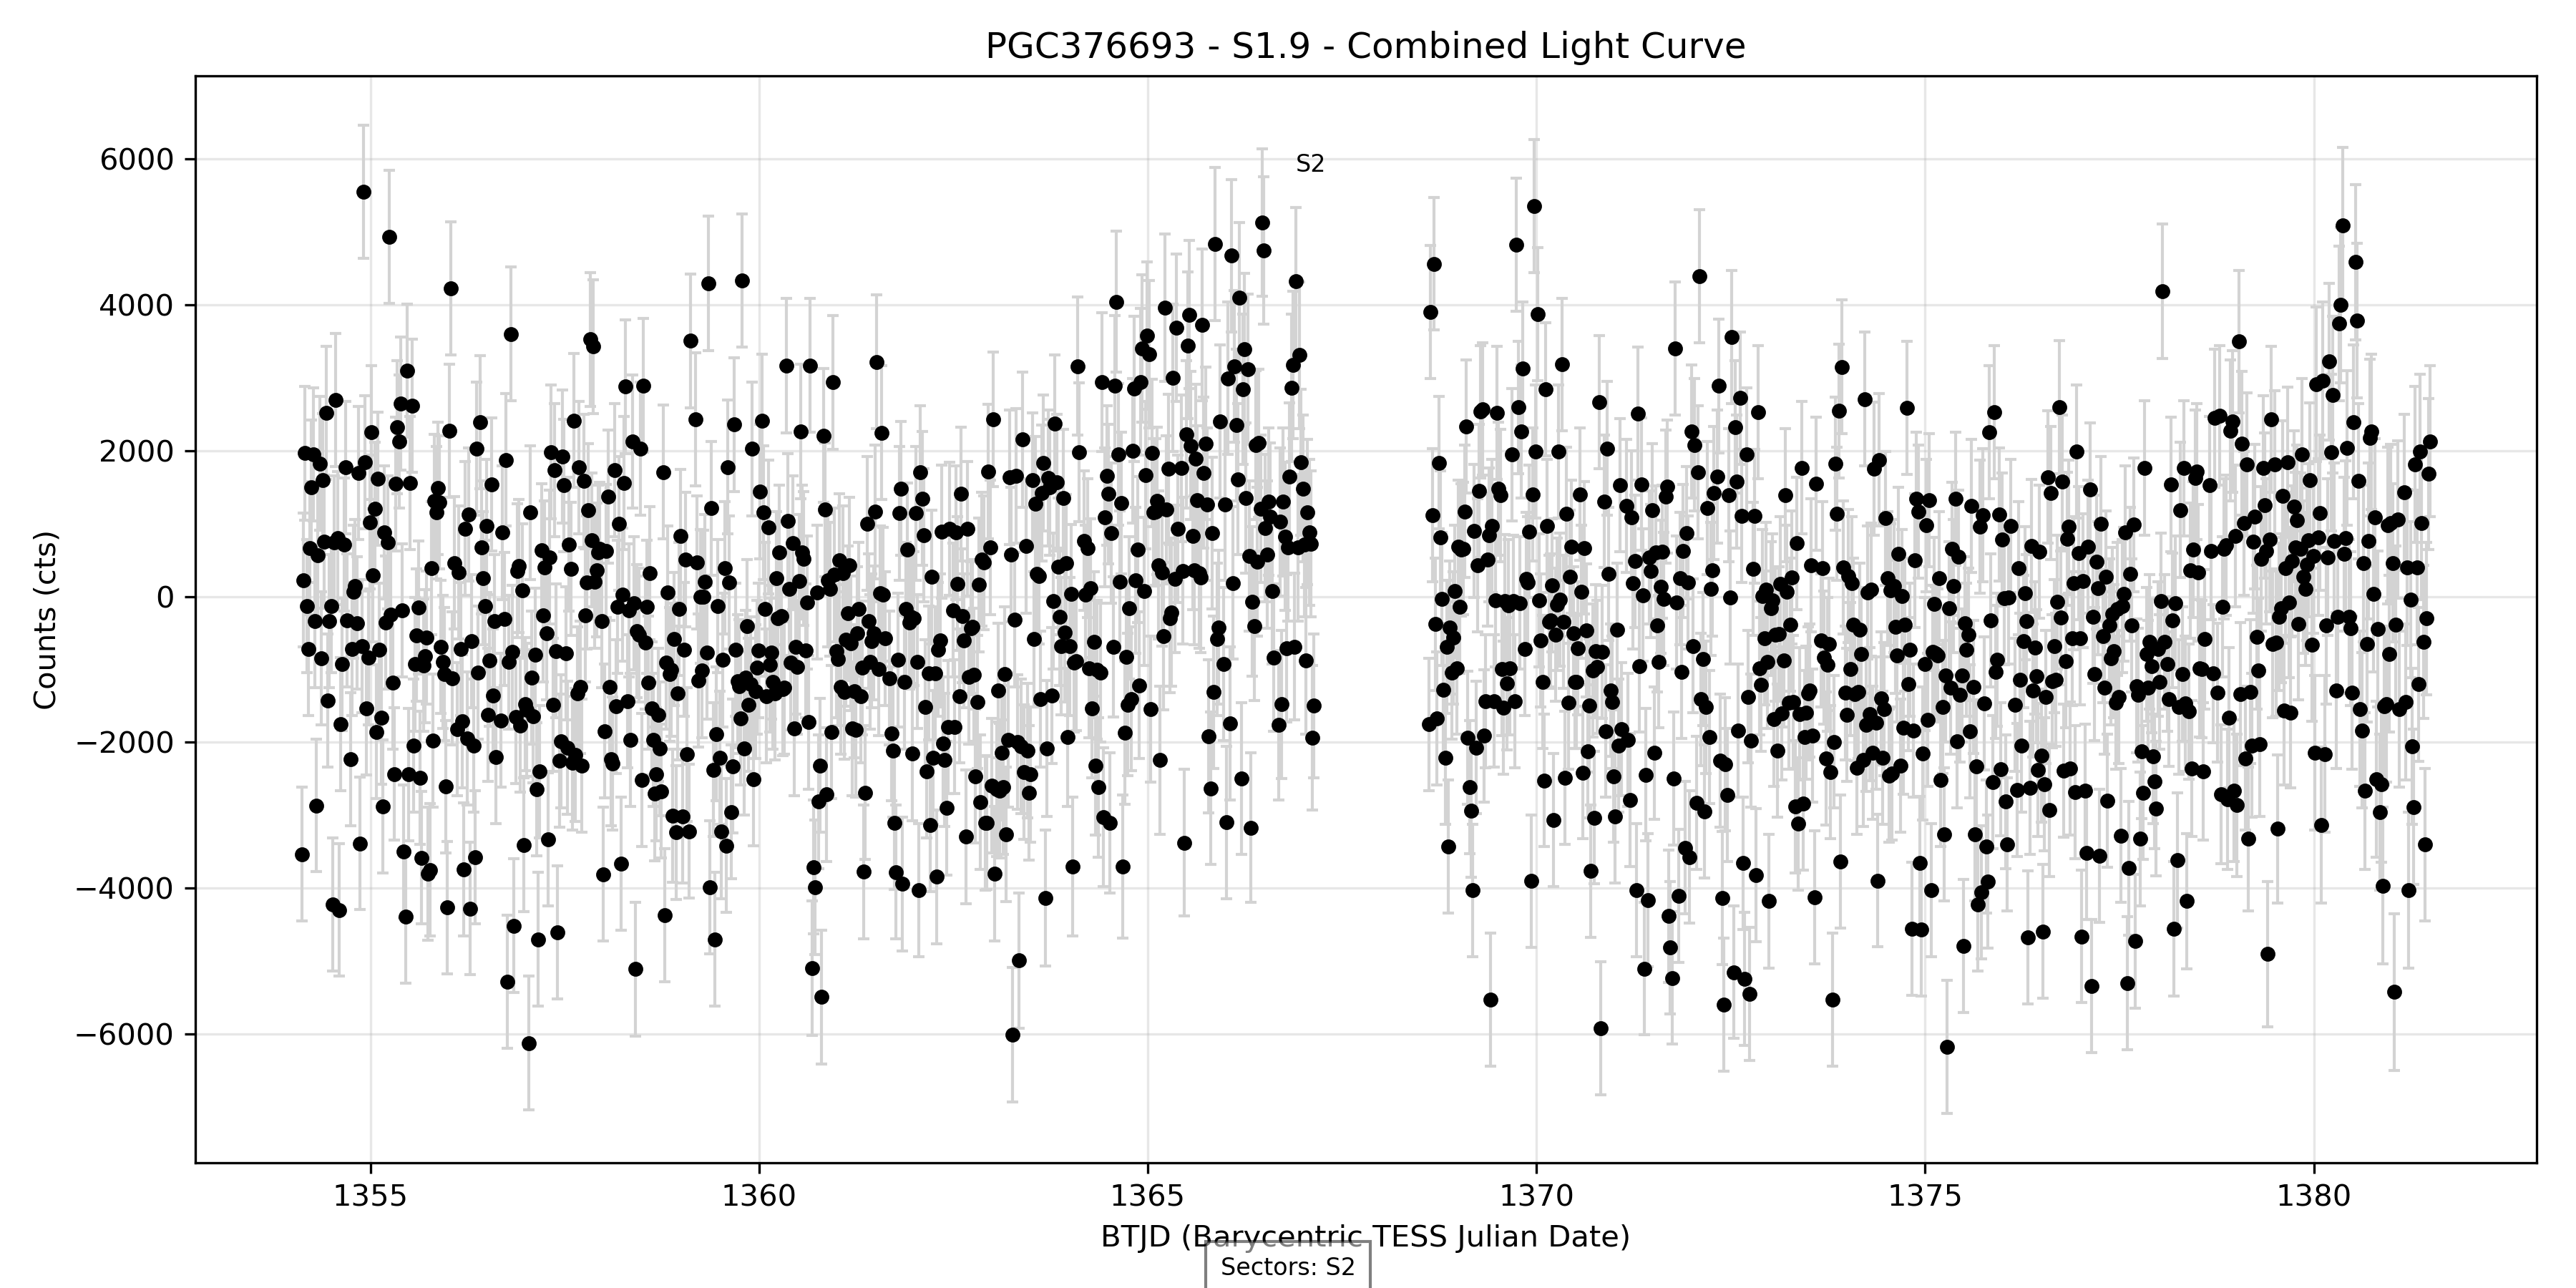 PGC376693 - S1.9 - Combined Light Curve
6000
S2
4000
2000
0
−2000
−4000
−6000
Counts (cts)
1355 1360 1365 1370 1375 1380
BTJD (Barycentric TESS Julian Date)
Sectors: S2